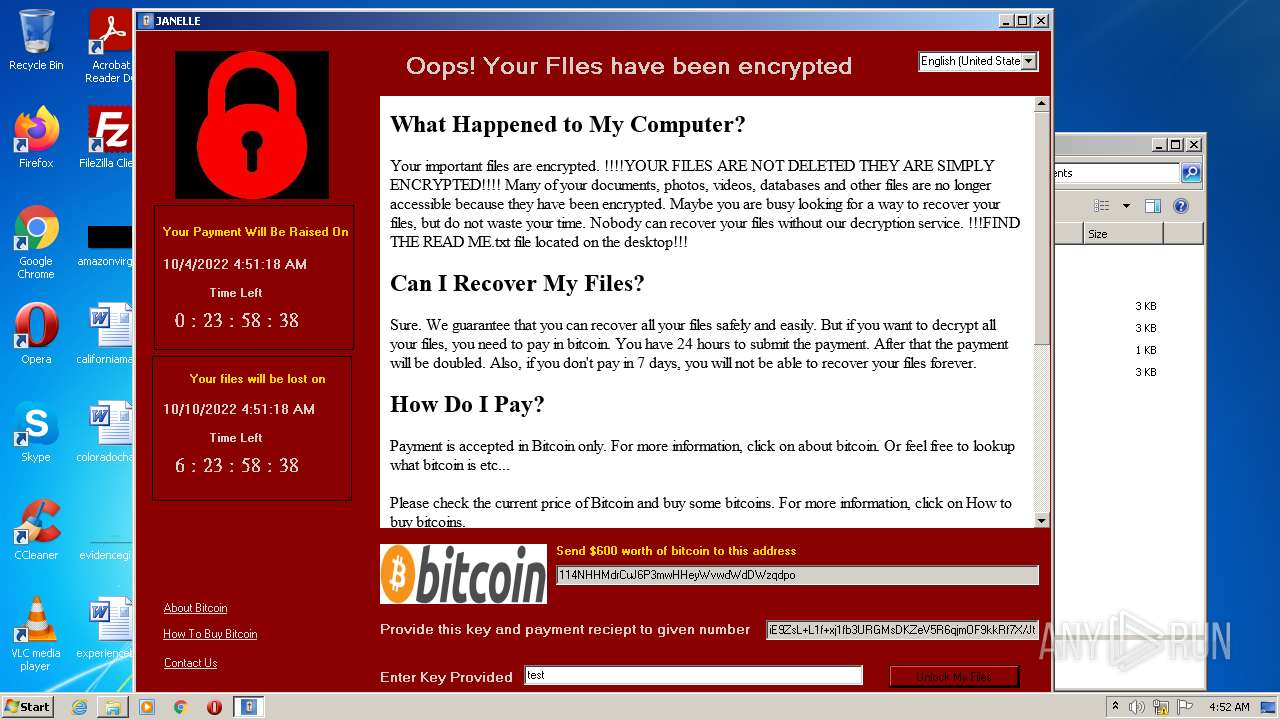 JANELLE
Recycle Bin
Acrobat
Reader D
Firefox
FileZilla Clie
Google
Chrome
amazonvirg
Opera
californiama
Skype
coloradocha
CCleaner
evidencegi
VLC media
player
economicpa
Oops! Your FIles have been encrypted
English (United State
Your Payment Will Be Raised On
10/4/2022 4:51:18 AM
Time Left
0 : 23 : 58 : 38
Your files will be lost on
10/10/2022 4:51:18 AM
Time Left
6 : 23 : 58 : 38
About Bitcoin
How To Buy Bitcoin
Contact Us
What Happened to My Computer?
Your important files are encrypted. !!!!YOUR FILES ARE NOT DELETED THEY ARE SIMPLY
ENCRYPTED!!!! Many of your documents, photos, videos, databases and other files are no longer
accessible because they have been encrypted. Maybe you are busy looking for a way to recover your
files, but do not waste your time. Nobody can recover your files without our decryption service. !!!FIND
THE READ ME.txt file located on the desktop!!!
Can I Recover My Files?
Sure. We guarantee that you can recover all your files safely and easily. But if you want to decrypt all
your files, you need to pay in bitcoin. You have 24 hours to submit the payment. After that the payment
will be doubled. Also, if you don't pay in 7 days, you will not be able to recover your files forever.
How Do I Pay?
Payment is accepted in Bitcoin only. For more information, click on about bitcoin. Or feel free to lookup
what bitcoin is etc...
Please check the current price of Bitcoin and buy some bitcoins. For more information, click on How to
buy bitcoins.
bitcoin
Send $600 worth of bitcoin to this address
114NHHMdrCuJ6P3mwHHeyWvwdWdDWzqdpo
Provide this key and payment reciept to given number
iE9ZsL+L1f+xj1fb3URGMsDKZeV5R6qjmOF9kkRf7X/Jt
Enter Key Provided
test
Unlock My Files
ents
Size
3 KB
3 KB
1 KB
3 KB
ANY RUN
Start
4:52 AM